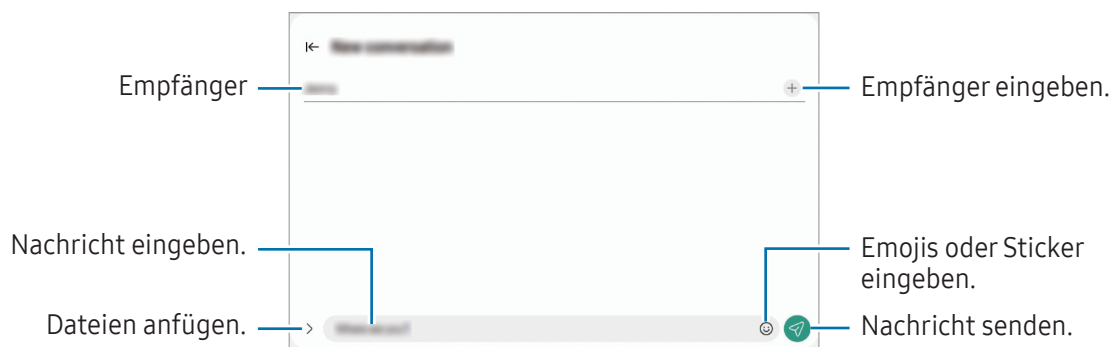 Empfänger
Empfänger eingeben.
Nachricht eingeben.
Emojis oder Sticker
eingeben.
Dateien anfügen.
Nachricht senden.